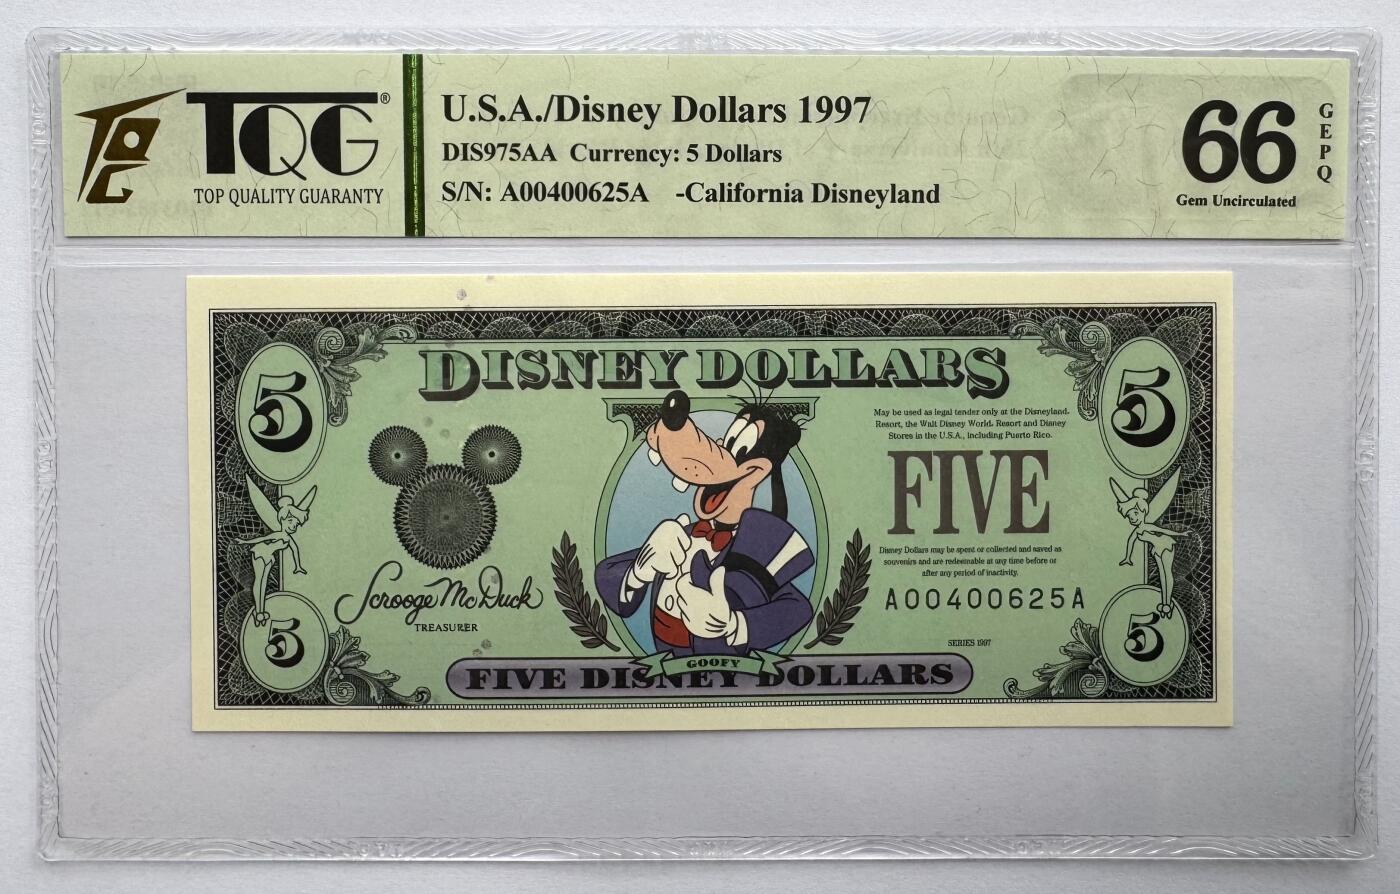 TQG®
TOP QUALITY GUARANTY
U.S.A./Disney Dollars 1997
DIS975AA Currency: 5 Dollars
S/N: A00400625A -California Disneyland
66
GEPQ
Gem Uncirculated
5
DISNEY DOLLARS
5
May be used as legal tender only at the Disneyland.
Resort, the Walt Disney World. Resort and Disney
Stores in the U.S.A., including Puerto Rico.
FIVE
Disney Dollars may be spent or collected and saved as
souvenirs and are redeemable at any time before or
after any period of inactivity.
Scrooge McDuck
TREASURER
A00400625A
SERIES 1997
5
5
GOOFY
FIVE DISNEY DOLLARS